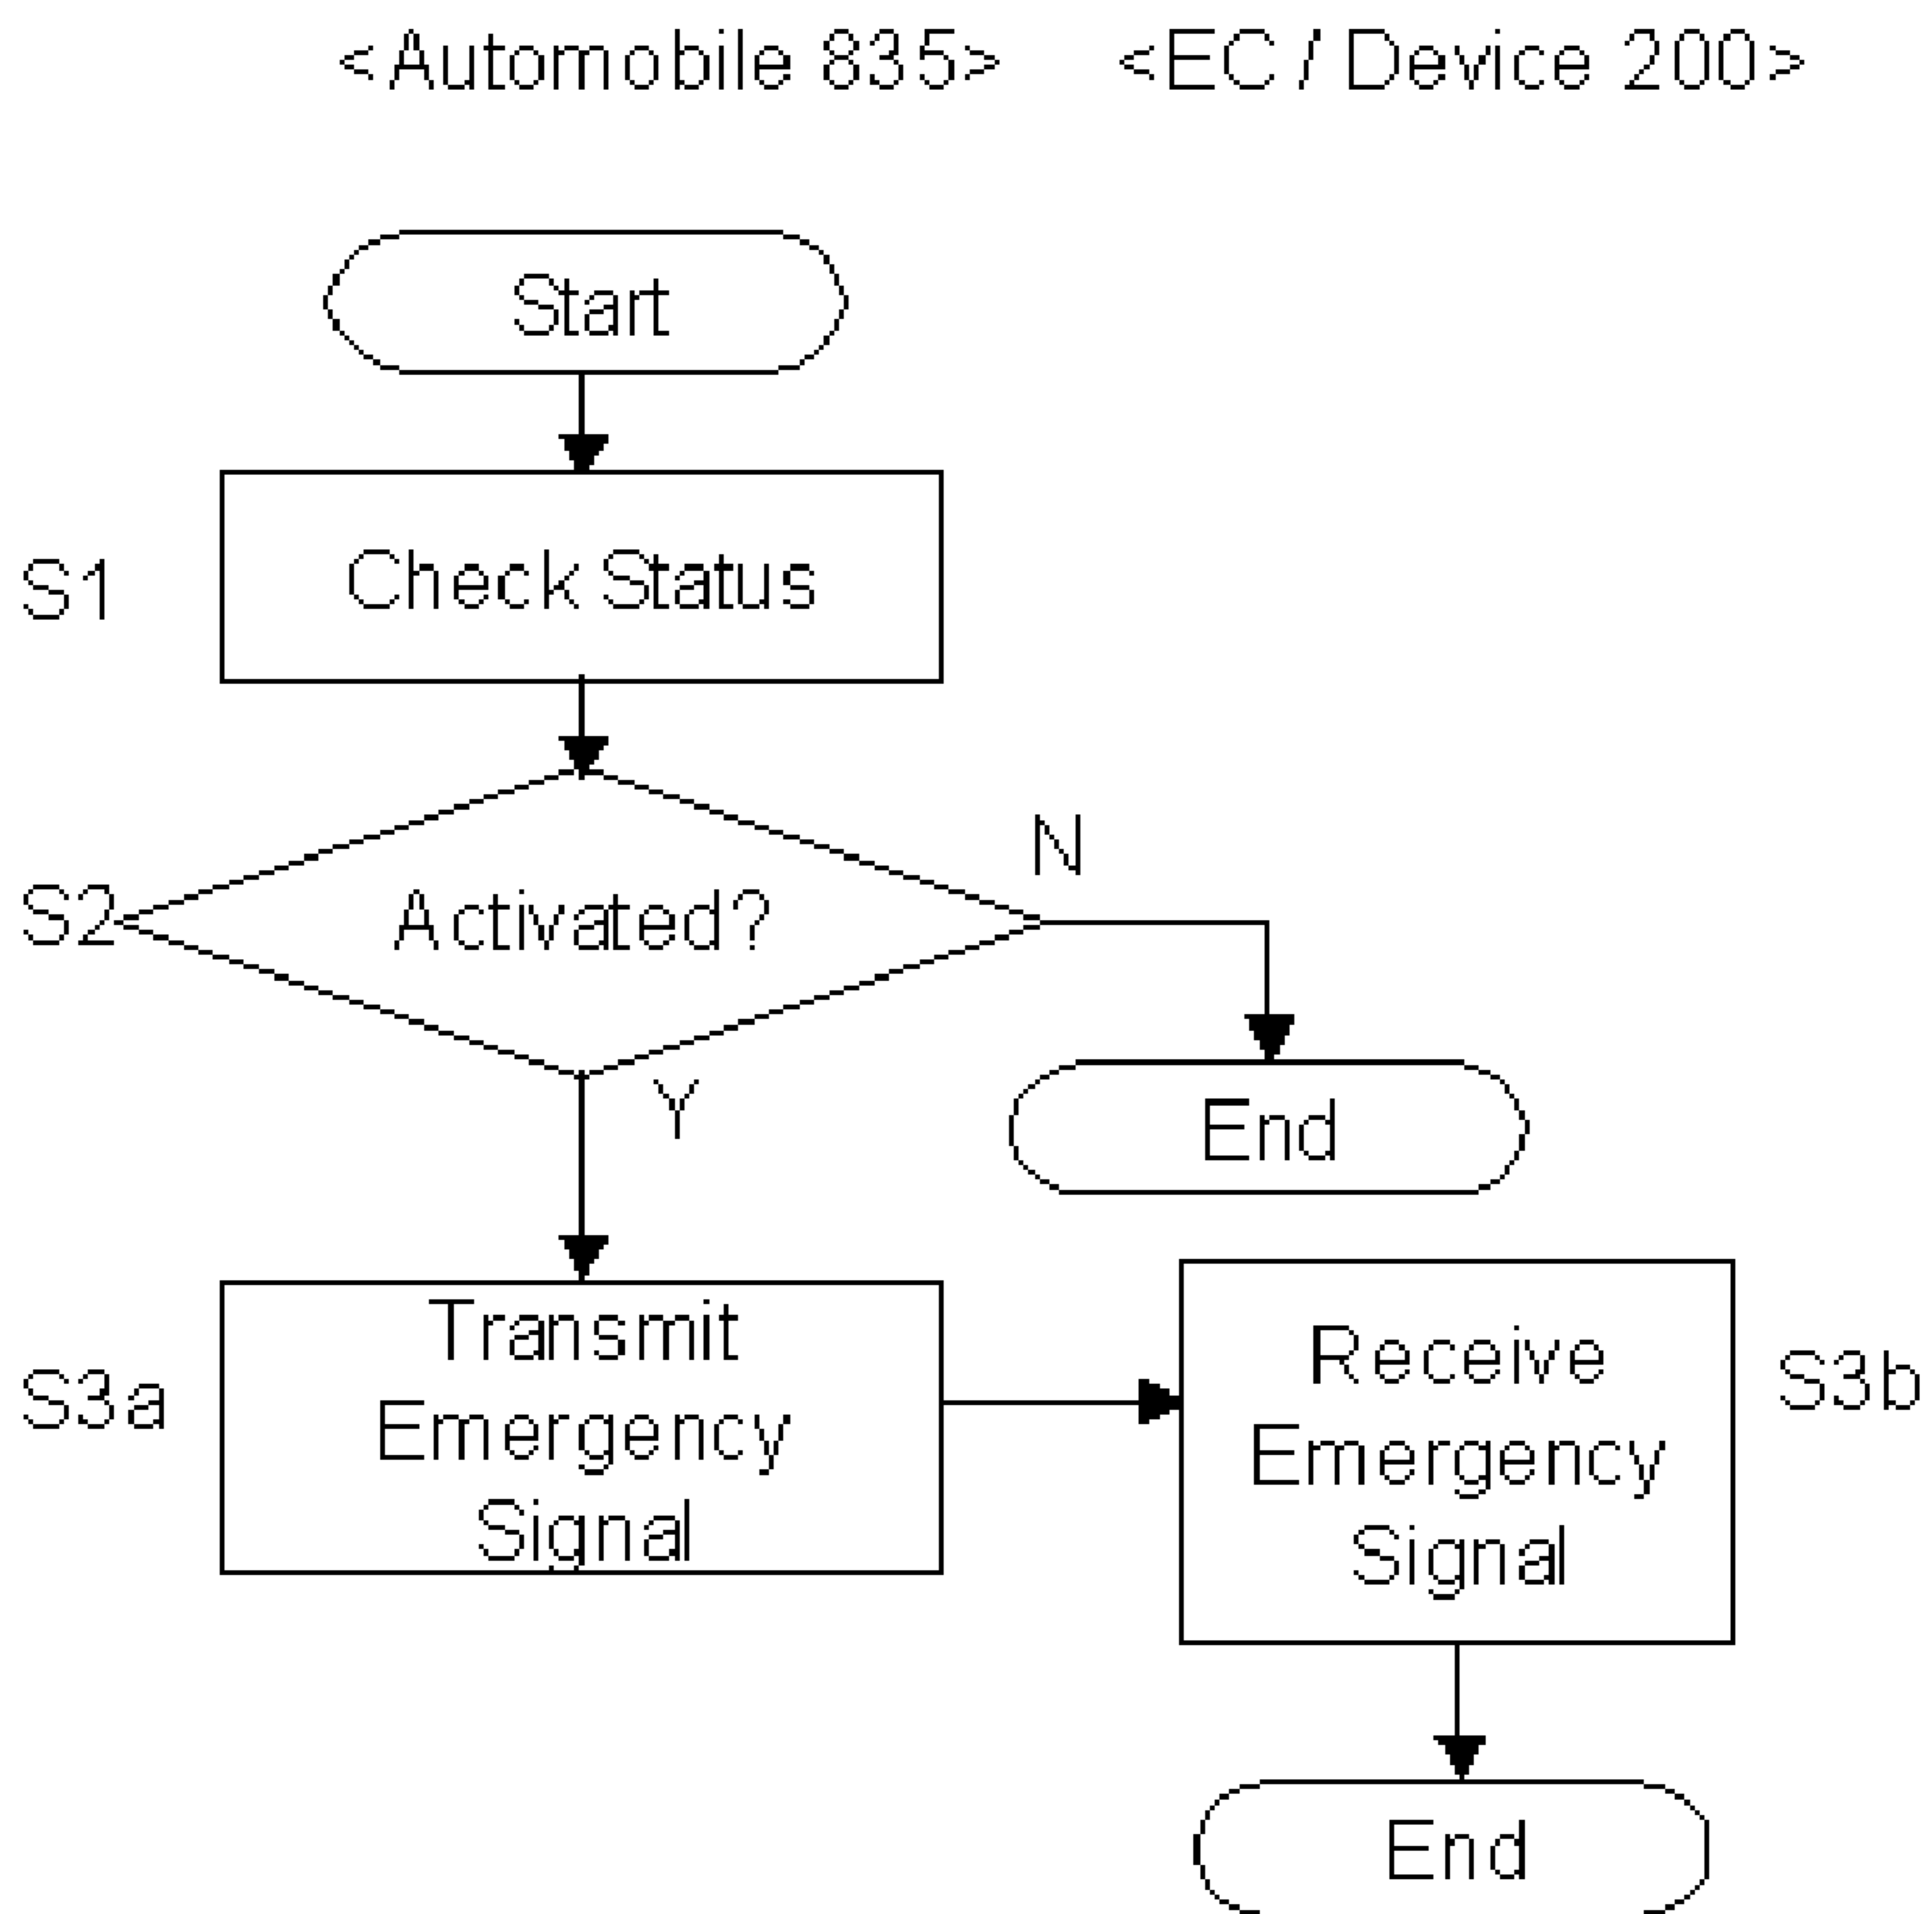 <Automobile 835> <EC / Device 200>
Start
S1
Check Status
S2
Activated?
N
Y
End
S3a
Transmit
Emergency
Signal
Receive
Emergency
Signal
S3b
End